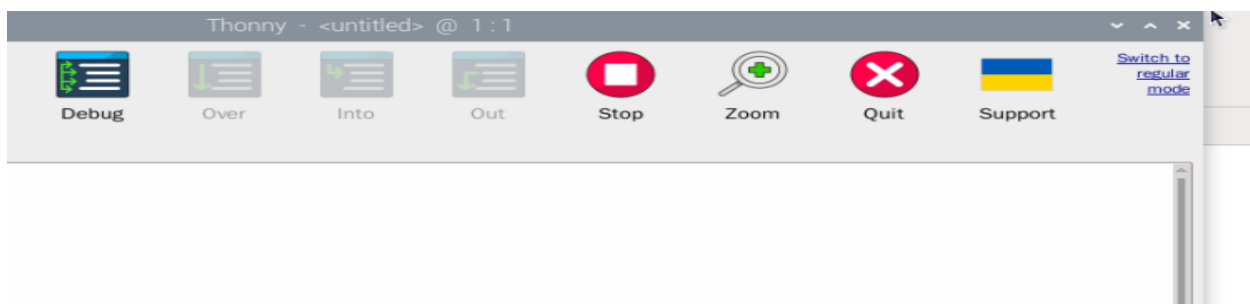 Thonny - <untitled> @ 1:1
Debug Over Into Out Stop Zoom Quit Support
Switch to
regular
mode